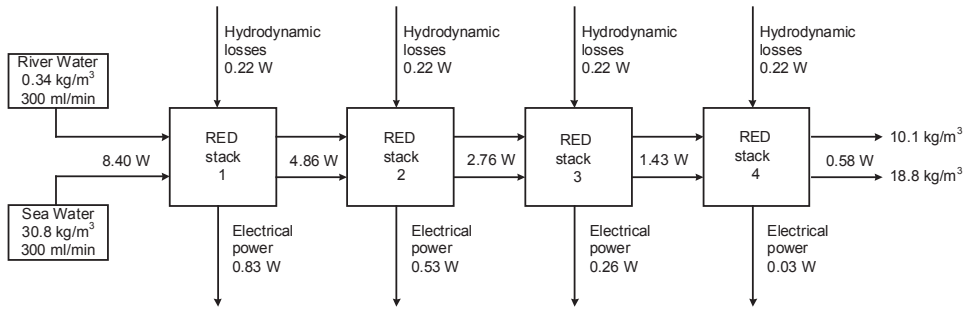 Hydrodynamic
losses
0.22 W
Hydrodynamic
losses
0.22 W
Hydrodynamic
losses
0.22 W
Hydrodynamic
losses
0.22 W
River Water
0.34 kg/m³
300 ml/min
Sea Water
30.8 kg/m³
300 ml/min
8.40 W
RED
stack
1
4.86 W
RED
stack
2
2.76 W
RED
stack
3
1.43 W
RED
stack
4
0.58 W
10.1 kg/m³
18.8 kg/m³
Electrical
power
0.83 W
Electrical
power
0.53 W
Electrical
power
0.26 W
Electrical
power
0.03 W